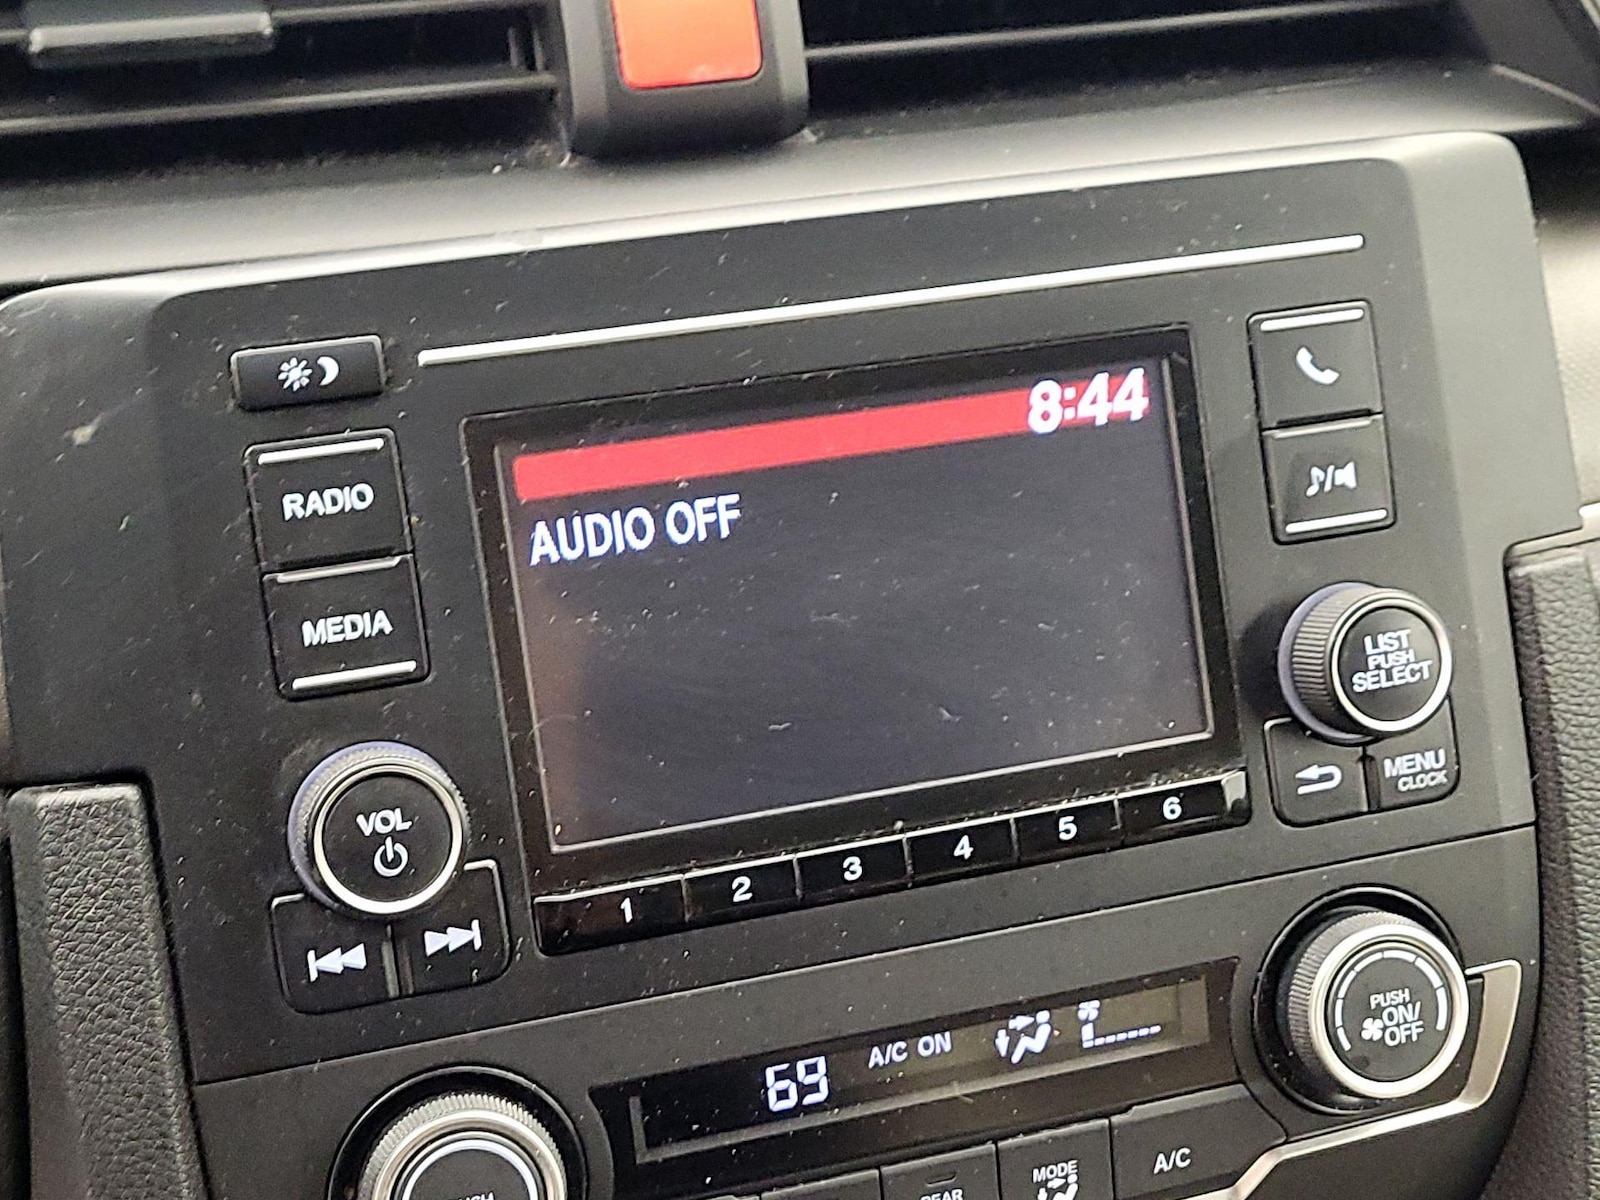 8:44
AUDIO OFF
RADIO
MEDIA
VOL
LIST
PUSH
SELECT
MENU
CLOCK
1 2 3 4 5 6
69 A/C ON
PUSH
ON/
OFF
MODE
A/C